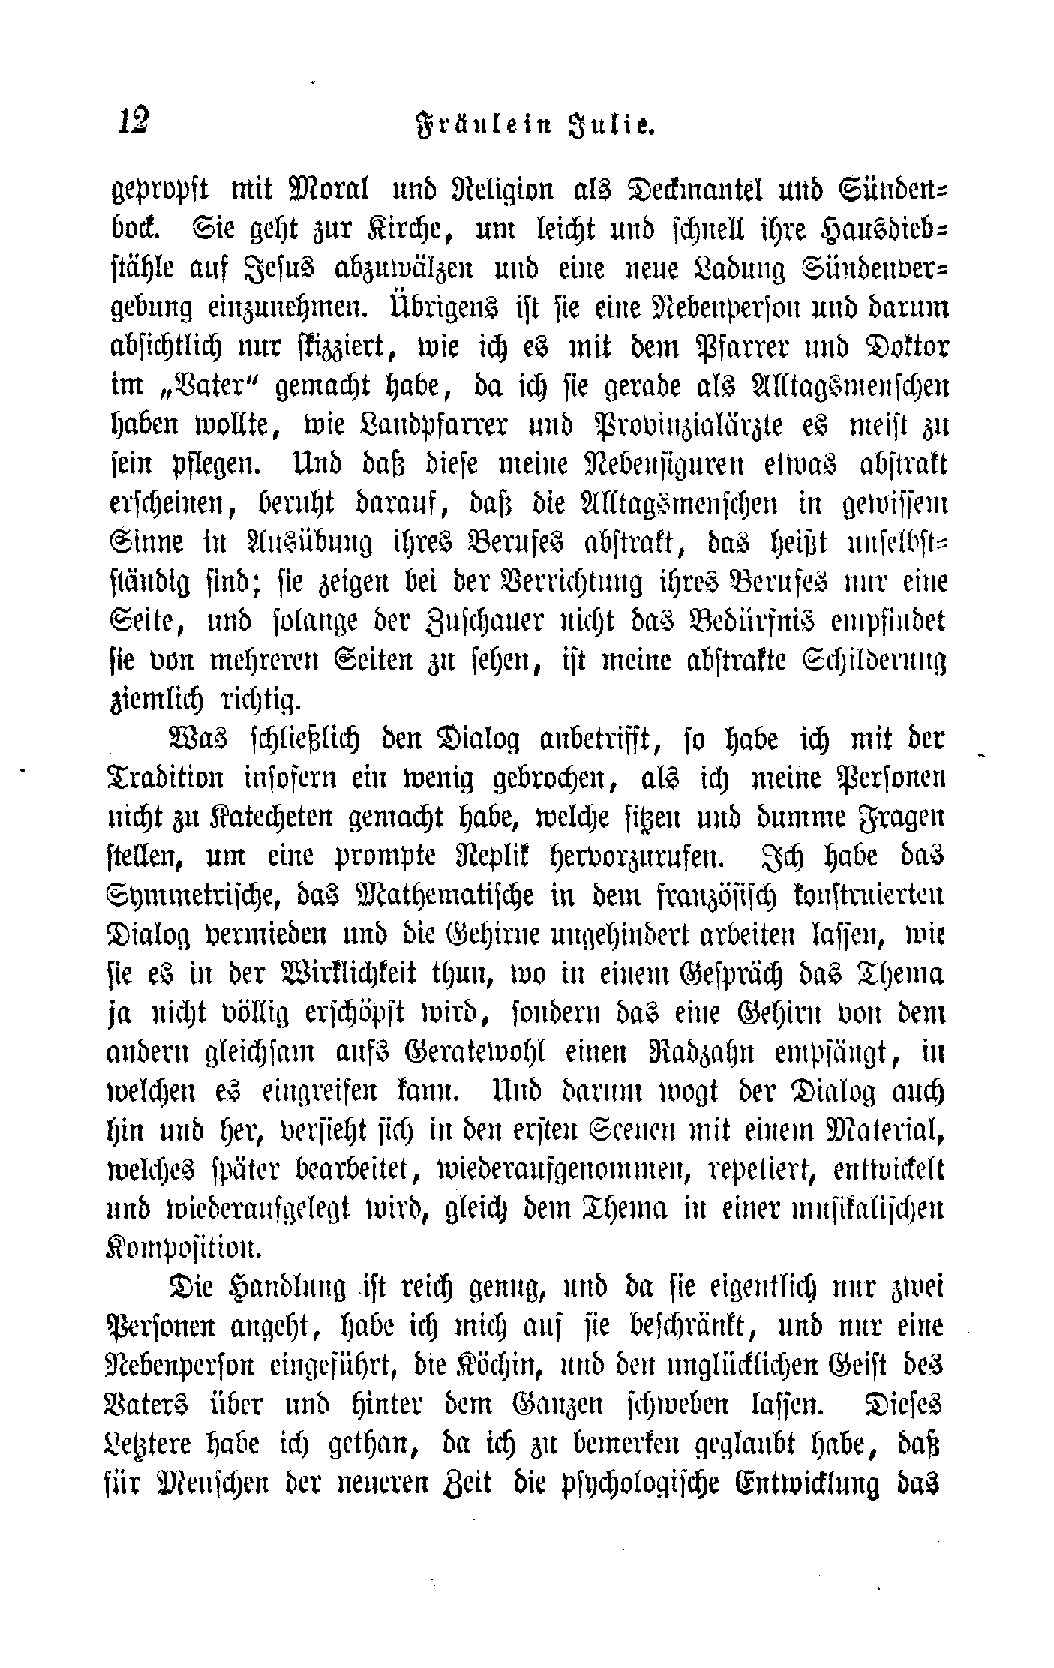 12 Fräulein Julie.
gepropft mit Moral und Religion als Deckmantel und Sünden-
bock. Sie geht zur Kirche, um leicht und schnell ihre Hausdieb-
stähle auf Jesus abzuwälzen und eine neue Ladung Sündenver-
gebung einzunehmen. Übrigens ist sie eine Nebenperson und darum
absichtlich nur skizziert, wie ich es mit dem Pfarrer und Doktor
im „Vater" gemacht habe, da ich sie gerade als Alltagsmenschen
haben wollte, wie Landpfarrer und Provinzialärzte es meist zu
sein pflegen. Und daß diese meine Nebenfiguren etwas abstrakt
erscheinen, beruht darauf, daß die Alltagsmenschen in gewissem
Sinne in Ausübung ihres Berufes abstrakt, das heißt unselbst-
ständig sind; sie zeigen bei der Verrichtung ihres Berufes nur eine
Seite, und solange der Zuschauer nicht das Bedürfnis empfindet
sie von mehreren Seiten zu sehen, ist meine abstrakte Schilderung
ziemlich richtig.
Was schließlich den Dialog anbetrifft, so habe ich mit der
Tradition insofern ein wenig gebrochen, als ich meine Personen
nicht zu Katecheten gemacht habe, welche sitzen und dumme Fragen
stellen, um eine prompte Replik hervorzurufen. Ich habe das
Symmetrische, das Mathematische in dem französisch konstruierten
Dialog vermieden und die Gehirne ungehindert arbeiten lassen, wie
sie es in der Wirklichkeit thun, wo in einem Gespräch das Thema
ja nicht völlig erschöpft wird, sondern das eine Gehirn von dem
andern gleichsam aufs Geratewohl einen Radzahn empfängt, in
welchen es eingreifen kann. Und darum wogt der Dialog auch
hin und her, versieht sich in den ersten Scenen mit einem Material,
welches später bearbeitet, wiederaufgenommen, repetiert, entwickelt
und wiederaufgelegt wird, gleich dem Thema in einer musikalischen
Komposition.
Die Handlung ist reich genug, und da sie eigentlich nur zwei
Personen angeht, habe ich mich auf sie beschränkt, und nur eine
Nebenperson eingeführt, die Köchin, und den unglücklichen Geist des
Vaters über und hinter dem Ganzen schweben lassen. Dieses
Letztere habe ich gethan, da ich zu bemerken geglaubt habe, daß
für Menschen der neueren Zeit die psychologische Entwicklung das